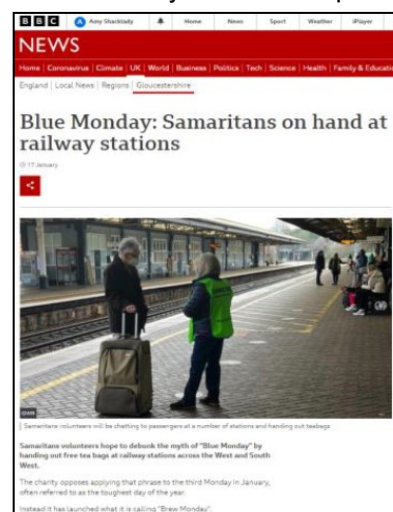 BBC Amy Shacklady Home News Sport Weather iPlayer
NEWS
Home | Coronavirus | Climate | UK | World | Business | Politics | Tech | Science | Health | Family & Educati
England | Local News | Regions | Gloucestershire
Blue Monday: Samaritans on hand at
railway stations
17 January
GWR
Samaritans volunteers will be chatting to passengers at a number of stations and handing out teabags
Samaritans volunteers hope to debunk the myth of "Blue Monday" by
handing out free tea bags at railway stations across the West and South
West.
The charity opposes applying that phrase to the third Monday in January,
often referred to as the toughest day of the year.
Instead it has launched what it is calling "Brew Monday".